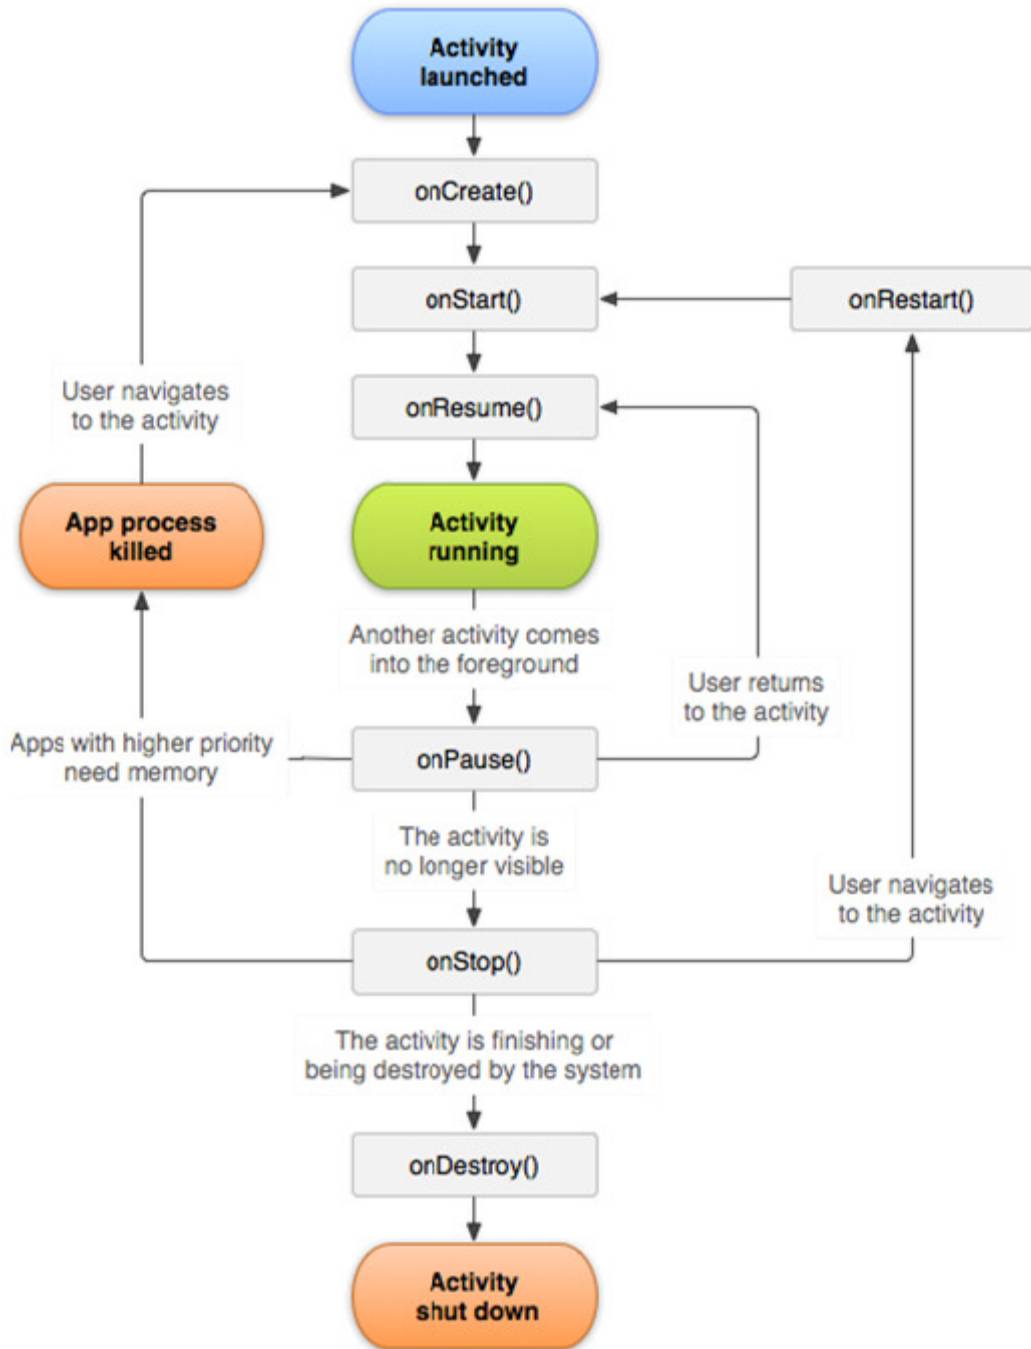 Activity
launched
onCreate()
onStart()
onRestart()
onResume()
User navigates
to the activity
App process
killed
Activity
running
Another activity comes
into the foreground
User returns
to the activity
Apps with higher priority
need memory
onPause()
The activity is
no longer visible
User navigates
to the activity
onStop()
The activity is finishing or
being destroyed by the system
onDestroy()
Activity
shut down